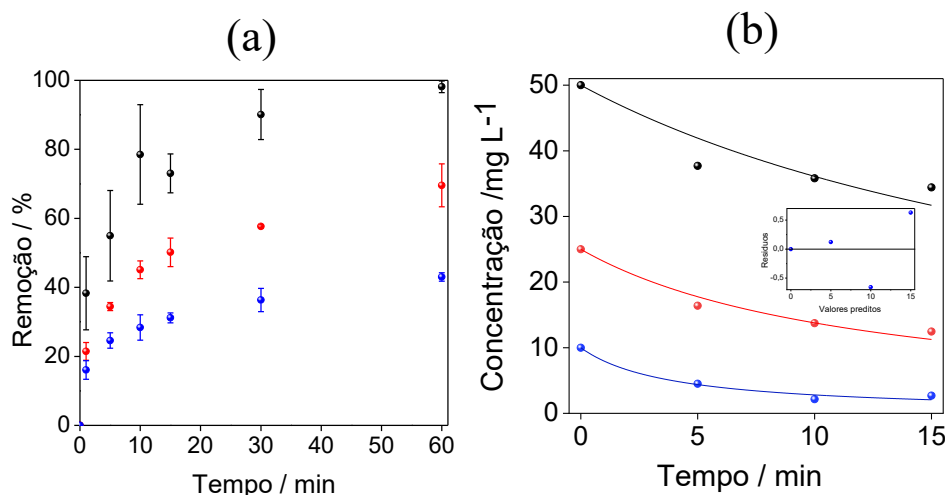 (a)
Remoção / %
100
80
60
40
20
0
0 10 20 30 40 50 60
Tempo / min
(b)
Concentração /mg L-1
50
40
30
20
10
0
0 5 10 15
Tempo / min
Resíduos
0,5
0,0
-0,5
0 5 10 15
Valores preditos